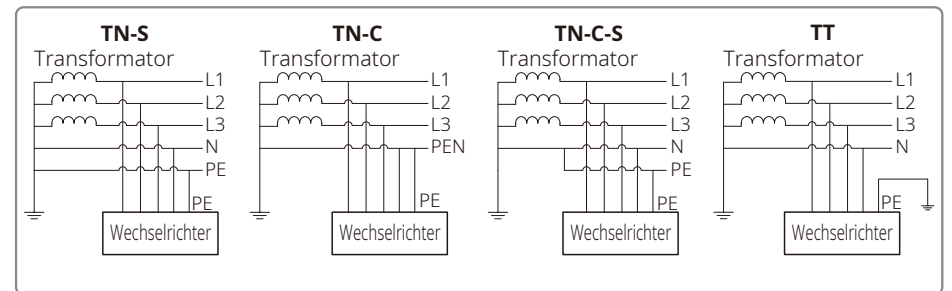 TN-S
Transformator
L1
L2
L3
N
PE
PE
Wechselrichter
TN-C
Transformator
L1
L2
L3
PEN
PE
Wechselrichter
TN-C-S
Transformator
L1
L2
L3
N
PE
PE
Wechselrichter
TT
Transformator
L1
L2
L3
N
PE
Wechselrichter